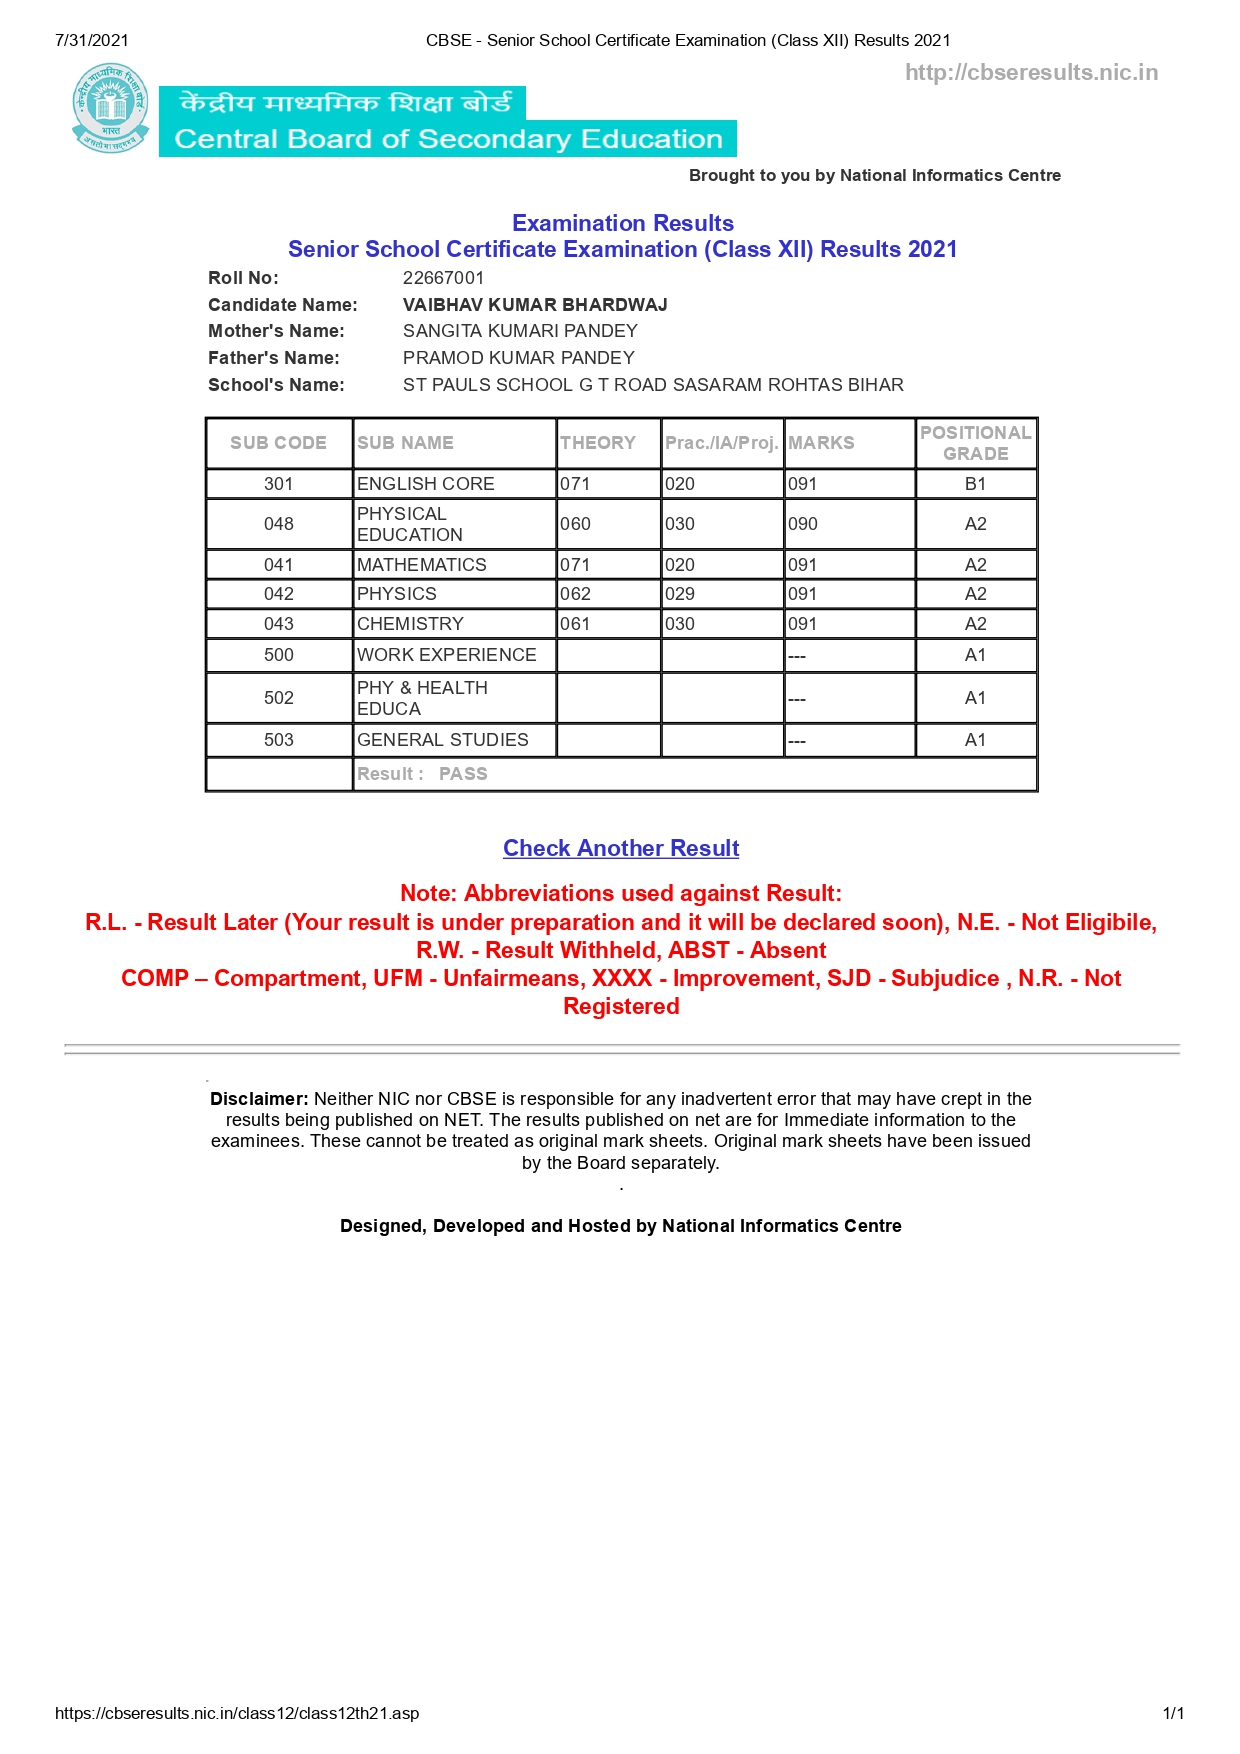 7/31/2021 CBSE - Senior School Certificate Examination (Class XII) Results 2021
http://cbseresults.nic.in
केन्द्रीय माध्यमिक शिक्षा बोर्ड
भारत
असतो मा सद्गमय
केंद्रीय माध्यमिक शिक्षा बोर्ड
Central Board of Secondary Education
Brought to you by National Informatics Centre
Examination Results
Senior School Certificate Examination (Class XII) Results 2021
Roll No: 22667001
Candidate Name: VAIBHAV KUMAR BHARDWAJ
Mother's Name: SANGITA KUMARI PANDEY
Father's Name: PRAMOD KUMAR PANDEY
School's Name: ST PAULS SCHOOL G T ROAD SASARAM ROHTAS BIHAR
SUB CODE SUB NAME THEORY Prac./IA/Proj. MARKS POSITIONAL GRADE
301 ENGLISH CORE 071 020 091 B1
048 PHYSICAL EDUCATION 060 030 090 A2
041 MATHEMATICS 071 020 091 A2
042 PHYSICS 062 029 091 A2
043 CHEMISTRY 061 030 091 A2
500 WORK EXPERIENCE --- A1
502 PHY & HEALTH EDUCA --- A1
503 GENERAL STUDIES --- A1
Result : PASS
Check Another Result
Note: Abbreviations used against Result:
R.L. - Result Later (Your result is under preparation and it will be declared soon), N.E. - Not Eligibile,
R.W. - Result Withheld, ABST - Absent
COMP – Compartment, UFM - Unfairmeans, XXXX - Improvement, SJD - Subjudice , N.R. - Not
Registered
.
Disclaimer: Neither NIC nor CBSE is responsible for any inadvertent error that may have crept in the
results being published on NET. The results published on net are for Immediate information to the
examinees. These cannot be treated as original mark sheets. Original mark sheets have been issued
by the Board separately.
.
Designed, Developed and Hosted by National Informatics Centre
https://cbseresults.nic.in/class12/class12th21.asp 1/1